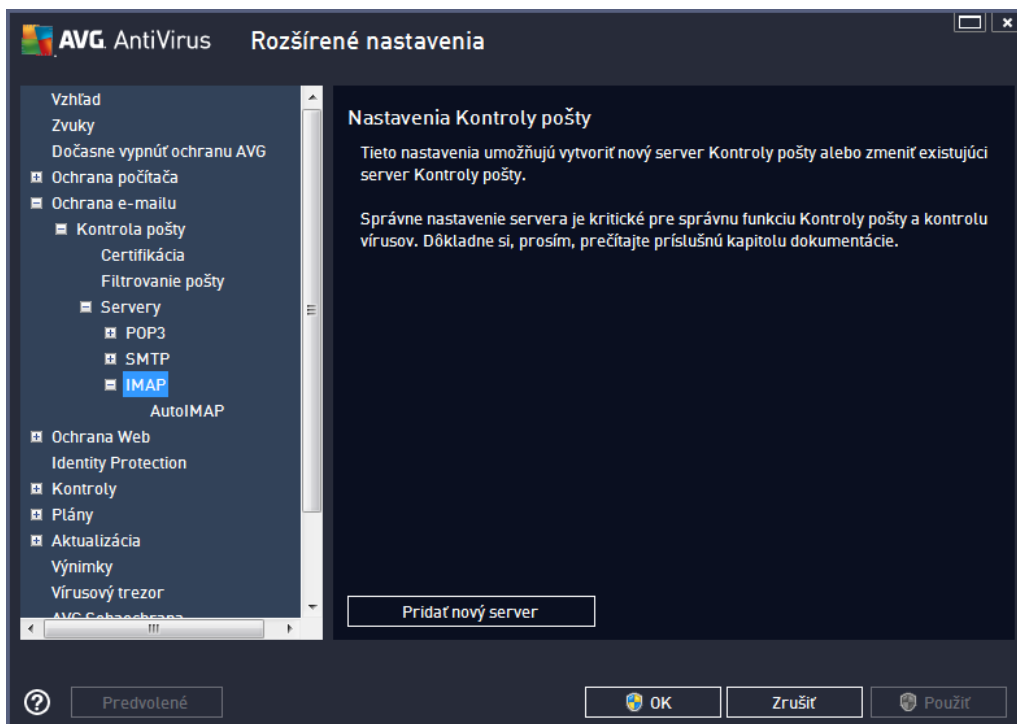 AVG. AntiVirus Rozšírené nastavenia
Vzhľad
Zvuky
Dočasne vypnúť ochranu AVG
Ochrana počítača
Ochrana e-mailu
Kontrola pošty
Certifikácia
Filtrovanie pošty
Servery
POP3
SMTP
IMAP
AutoIMAP
Ochrana Web
Identity Protection
Kontroly
Plány
Aktualizácia
Výnimky
Vírusový trezor
AVG Sebaochrana
Nastavenia Kontroly pošty
Tieto nastavenia umožňujú vytvoriť nový server Kontroly pošty alebo zmeniť existujúci
server Kontroly pošty.
Správne nastavenie servera je kritické pre správnu funkciu Kontroly pošty a kontrolu
vírusov. Dôkladne si, prosím, prečítajte príslušnú kapitolu dokumentácie.
Pridať nový server
Predvolené
OK
Zrušiť
Použiť